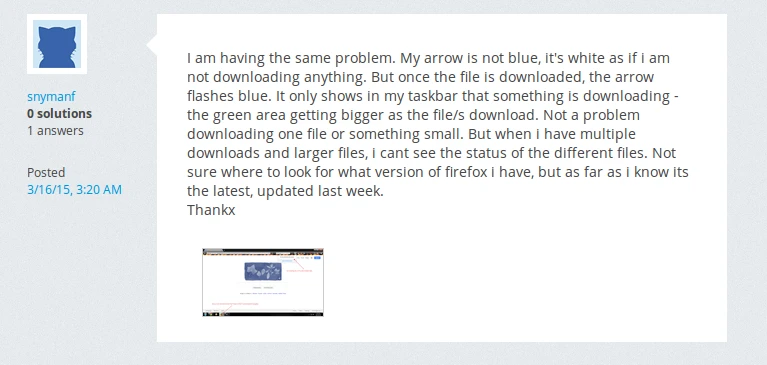 I am having the same problem. My arrow is not blue, it's white as if i am
not downloading anything. But once the file is downloaded, the arrow
flashes blue. It only shows in my taskbar that something is downloading -
the green area getting bigger as the file/s download. Not a problem
downloading one file or something small. But when i have multiple
downloads and larger files, i cant see the status of the different files. Not
sure where to look for what version of firefox i have, but as far as i know its
the latest, updated last week.
Thankx
snymanf
0 solutions
1 answers
Posted
3/16/15, 3:20 AM